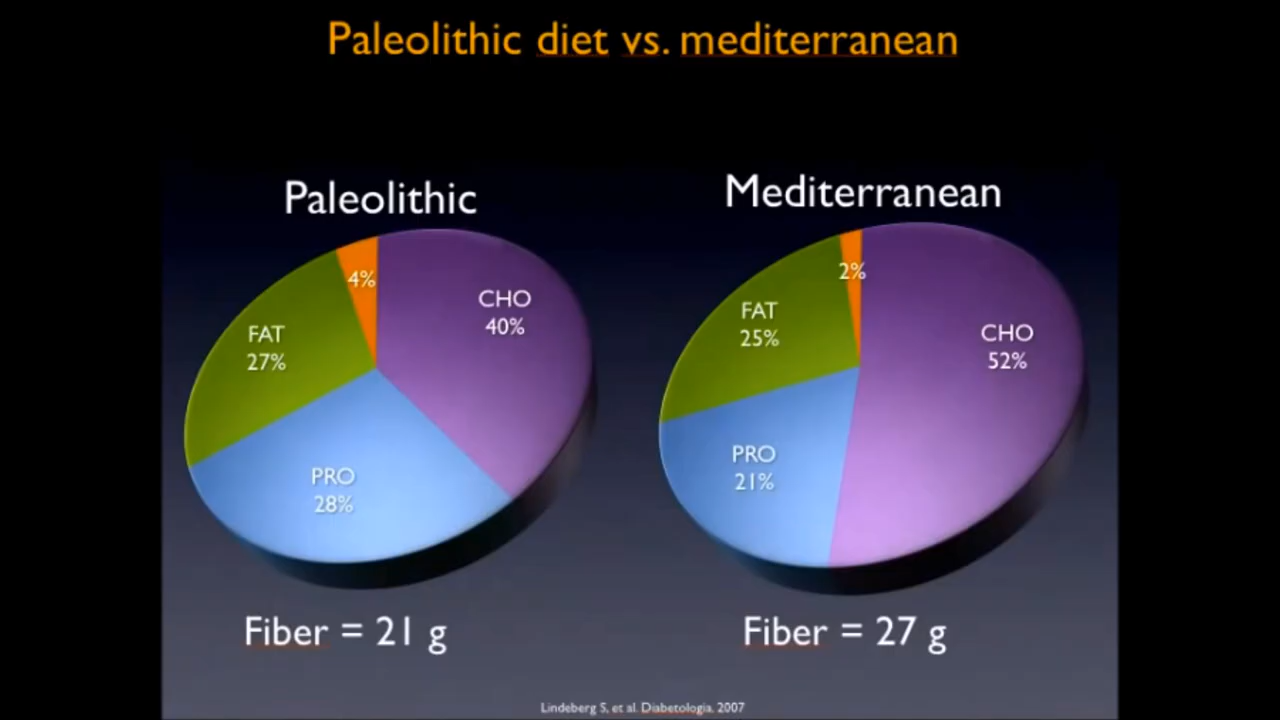 Paleolithic diet vs. mediterranean
Paleolithic
Mediterranean
4%
CHO
40%
FAT
27%
PRO
28%
2%
FAT
25%
CHO
52%
PRO
21%
Fiber = 21 g
Fiber = 27 g
Lindeberg S, et al. Diabetologia. 2007